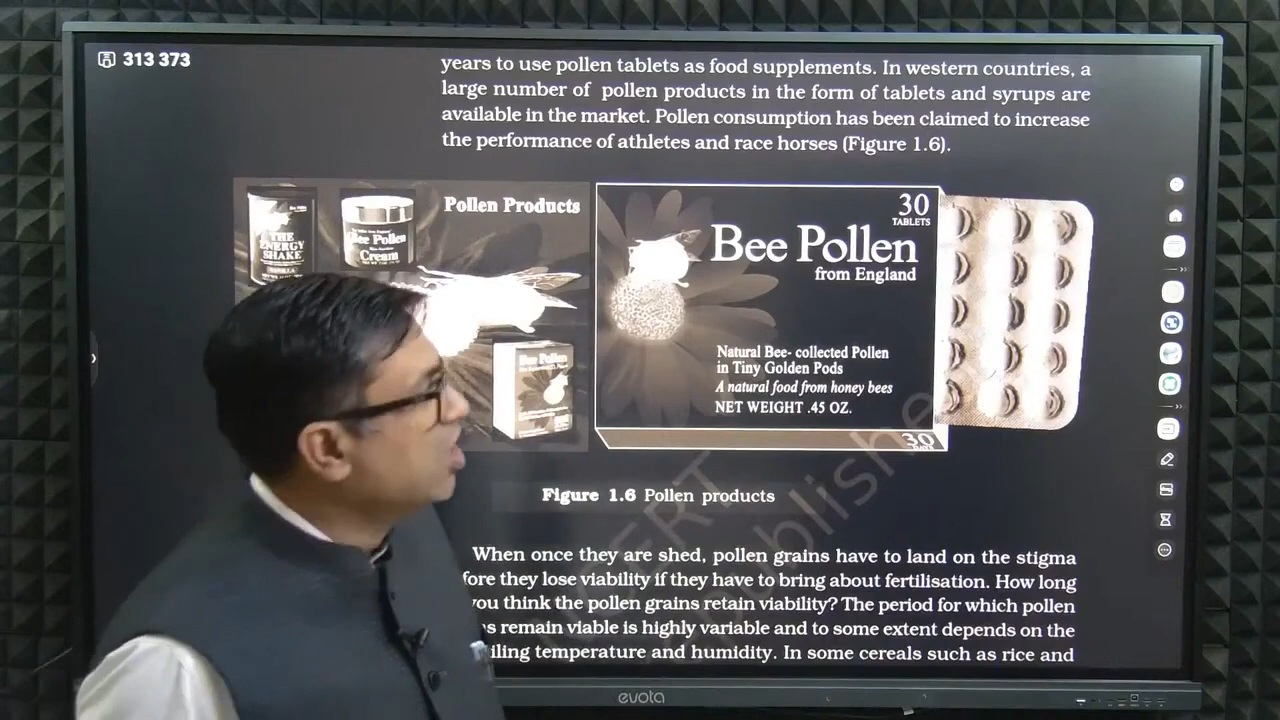 313 373
years to use pollen tablets as food supplements. In western countries, a
large number of pollen products in the form of tablets and syrups are
available in the market. Pollen consumption has been claimed to increase
the performance of athletes and race horses (Figure 1.6).
Pollen Products
THE
ENERGY
SHAKE
VANILLA
Bee Pollen
Cream
Bee Pollen
30
TABLETS
Bee Pollen
from England
Natural Bee- collected Pollen
in Tiny Golden Pods
A natural food from honey bees
NET WEIGHT .45 OZ.
30
Figure 1.6 Pollen products
When once they are shed, pollen grains have to land on the stigma
fore they lose viability if they have to bring about fertilisation. How long
you think the pollen grains retain viability? The period for which pollen
s remain viable is highly variable and to some extent depends on the
iling temperature and humidity. In some cereals such as rice and
evota